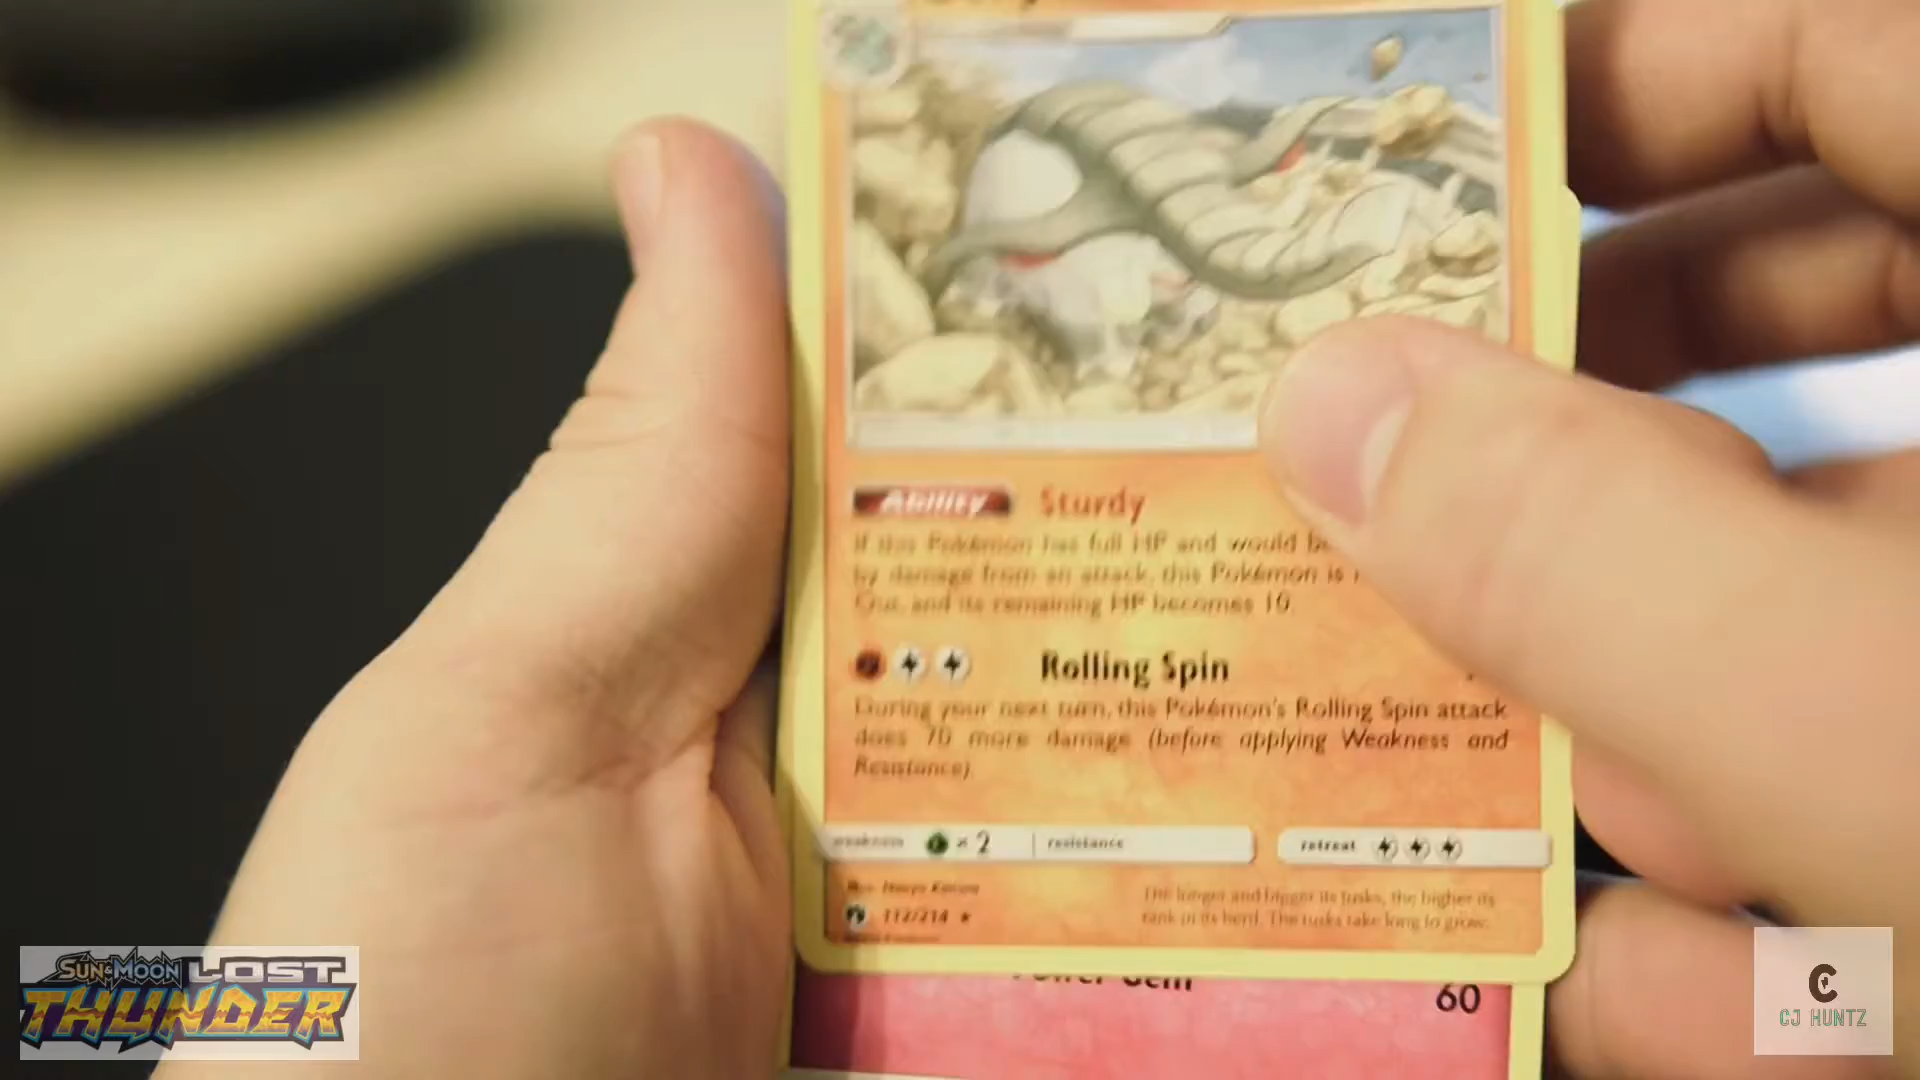 Ability Sturdy
If this Pokémon has full HP and would be
by damage from an attack, this Pokémon is
Out, and its remaining HP becomes 10.
Rolling Spin
During your next turn, this Pokémon's Rolling Spin attack
does 70 more damage (before applying Weakness and
Resistance).
weakness × 2 resistance
retreat
112/214
The longer and bigger its tusks, the higher its
rank in its herd. The tusks take long to grow.
Power Gem
60
SUN & MOON LOST
THUNDER
C
CJ HUNTZ